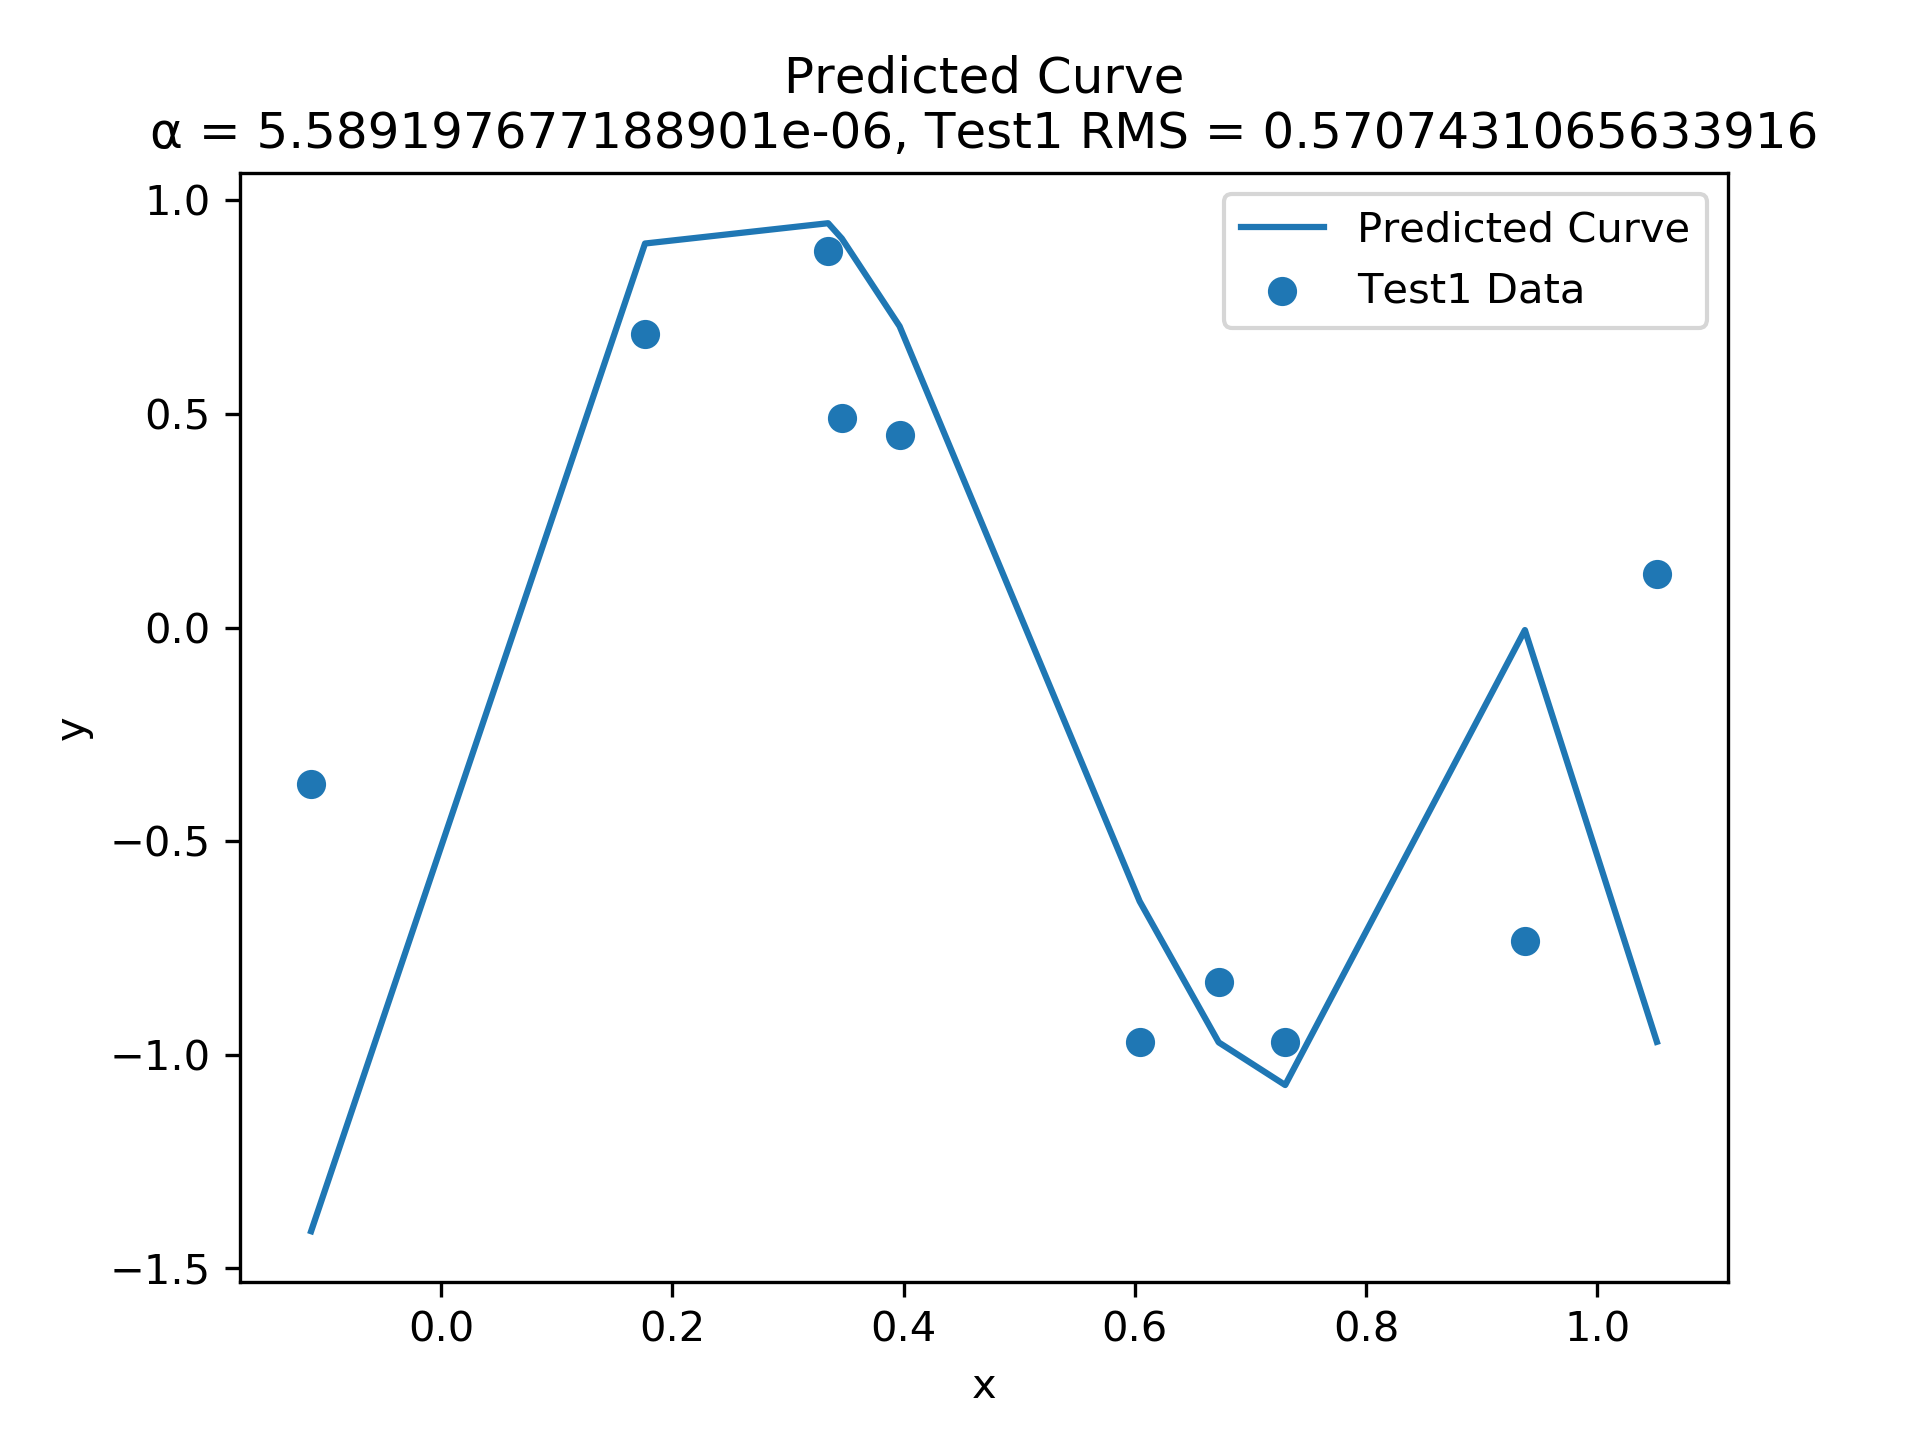 Predicted Curve
α = 5.589197677188901e-06, Test1 RMS = 0.5707431065633916
Predicted Curve
Test1 Data
1.0
0.5
0.0
−0.5
−1.0
−1.5
y
0.0 0.2 0.4 0.6 0.8 1.0
x